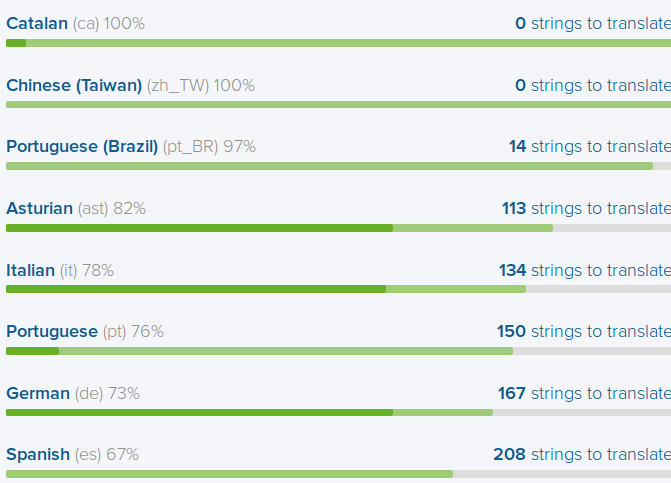 Catalan (ca) 100% 0 strings to translate
Chinese (Taiwan) (zh_TW) 100% 0 strings to translate
Portuguese (Brazil) (pt_BR) 97% 14 strings to translate
Asturian (ast) 82% 113 strings to translate
Italian (it) 78% 134 strings to translate
Portuguese (pt) 76% 150 strings to translate
German (de) 73% 167 strings to translate
Spanish (es) 67% 208 strings to translate